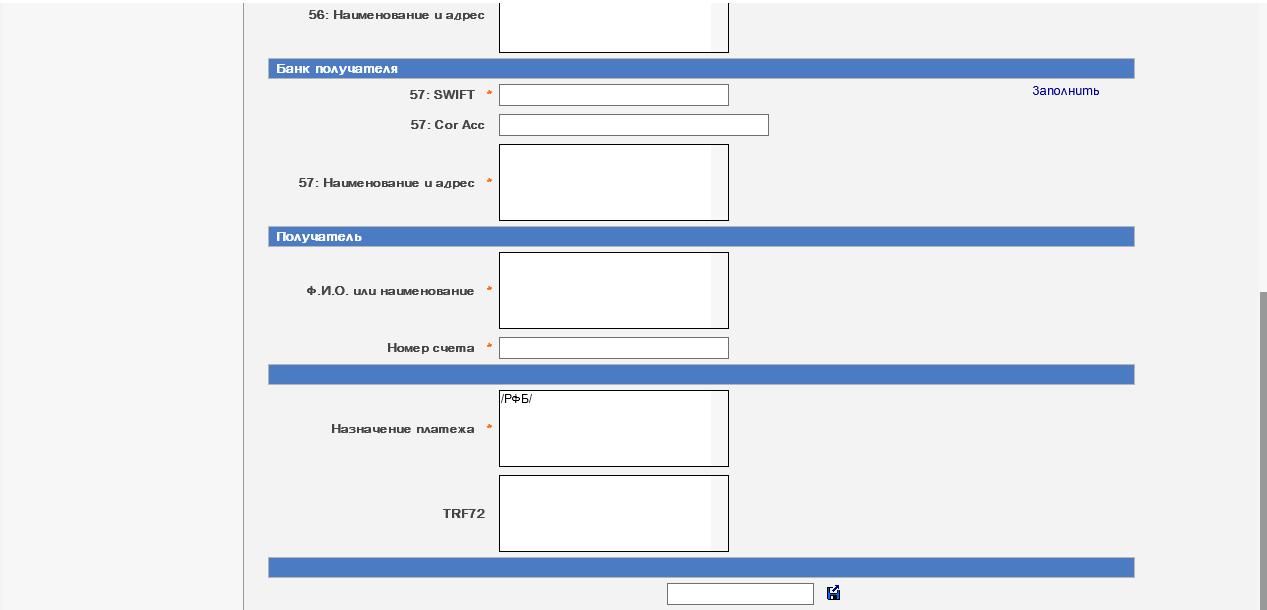 56: Наименование и адрес
Банк получателя
57: SWIFT *
Заполнить
57: Cor Acc
57: Наименование и адрес *
Получатель
Ф.И.О. или наименование *
Номер счета *
/РФБ/
Назначение платежа *
TRF72